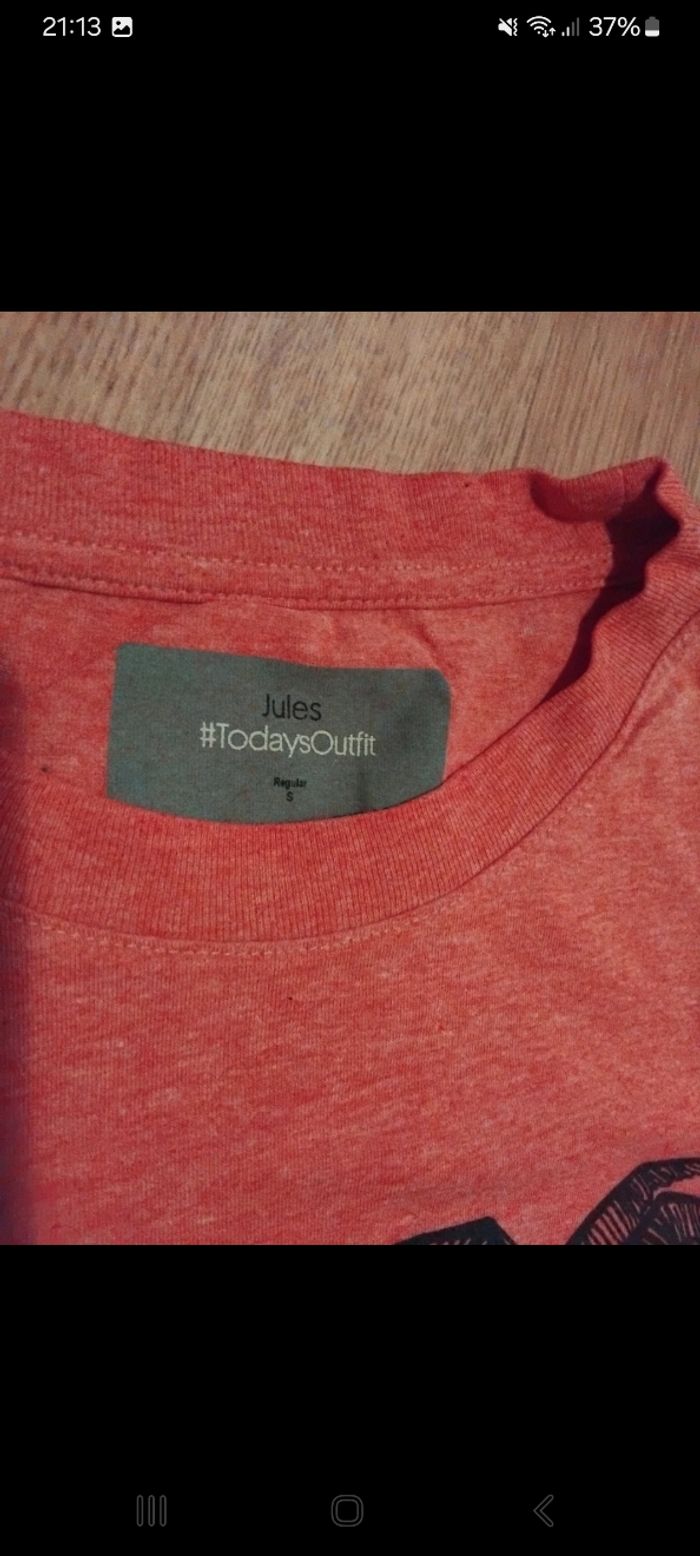 21:13 37%
Jules
#TodaysOutfit
Regular
S